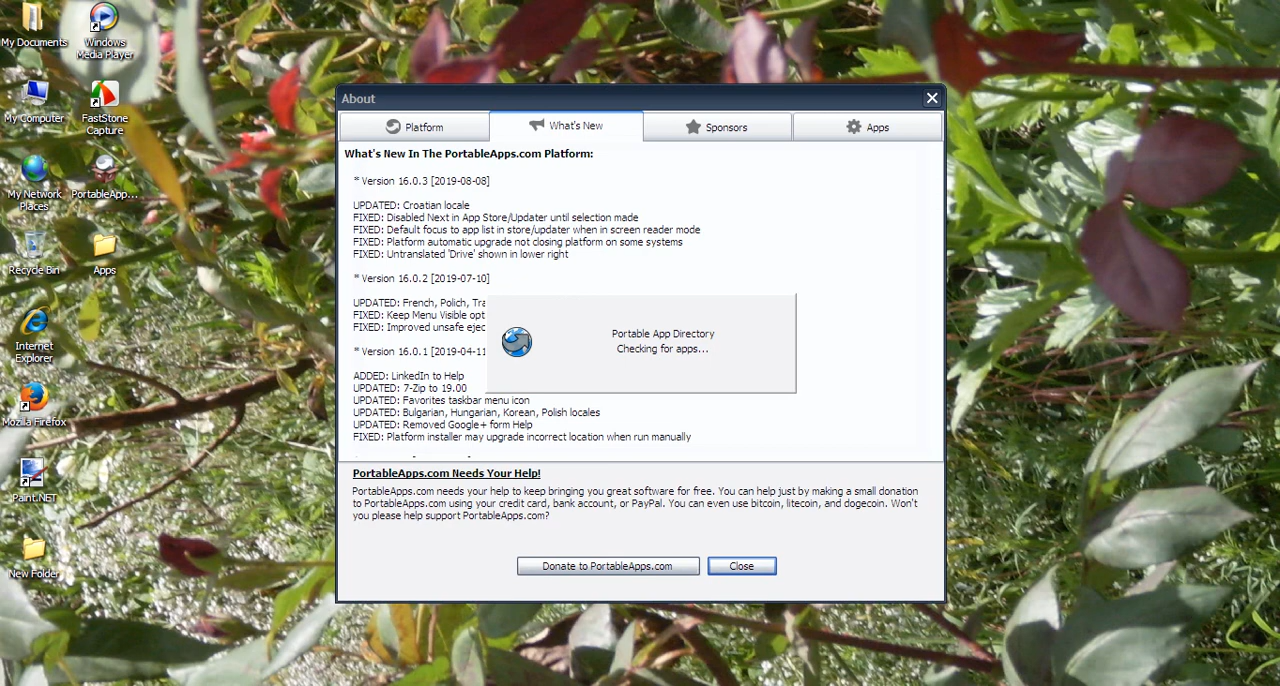 My Documents
Windows
Media Player
My Computer
FastStone
Capture
My Network
Places
PortableApp...
Recycle Bin
Apps
Internet
Explorer
Mozilla Firefox
Paint.NET
New Folder
About
Platform
What's New
Sponsors
Apps
What's New In The PortableApps.com Platform:
* Version 16.0.3 [2019-08-08]
UPDATED: Croatian locale
FIXED: Disabled Next in App Store/Updater until selection made
FIXED: Default focus to app list in store/updater when in screen reader mode
FIXED: Platform automatic upgrade not closing platform on some systems
FIXED: Untranslated 'Drive' shown in lower right
* Version 16.0.2 [2019-07-10]
UPDATED: French, Polich, Tra
FIXED: Keep Menu Visible opt
FIXED: Improved unsafe ejec
* Version 16.0.1 [2019-04-11
ADDED: LinkedIn to Help
UPDATED: 7-Zip to 19.00
UPDATED: Favorites taskbar menu icon
UPDATED: Bulgarian, Hungarian, Korean, Polish locales
UPDATED: Removed Google+ form Help
FIXED: Platform installer may upgrade incorrect location when run manually
Portable App Directory
Checking for apps...
PortableApps.com Needs Your Help!
PortableApps.com needs your help to keep bringing you great software for free. You can help just by making a small donation
to PortableApps.com using your credit card, bank account, or PayPal. You can even use bitcoin, litecoin, and dogecoin. Won't
you please help support PortableApps.com?
Donate to PortableApps.com
Close